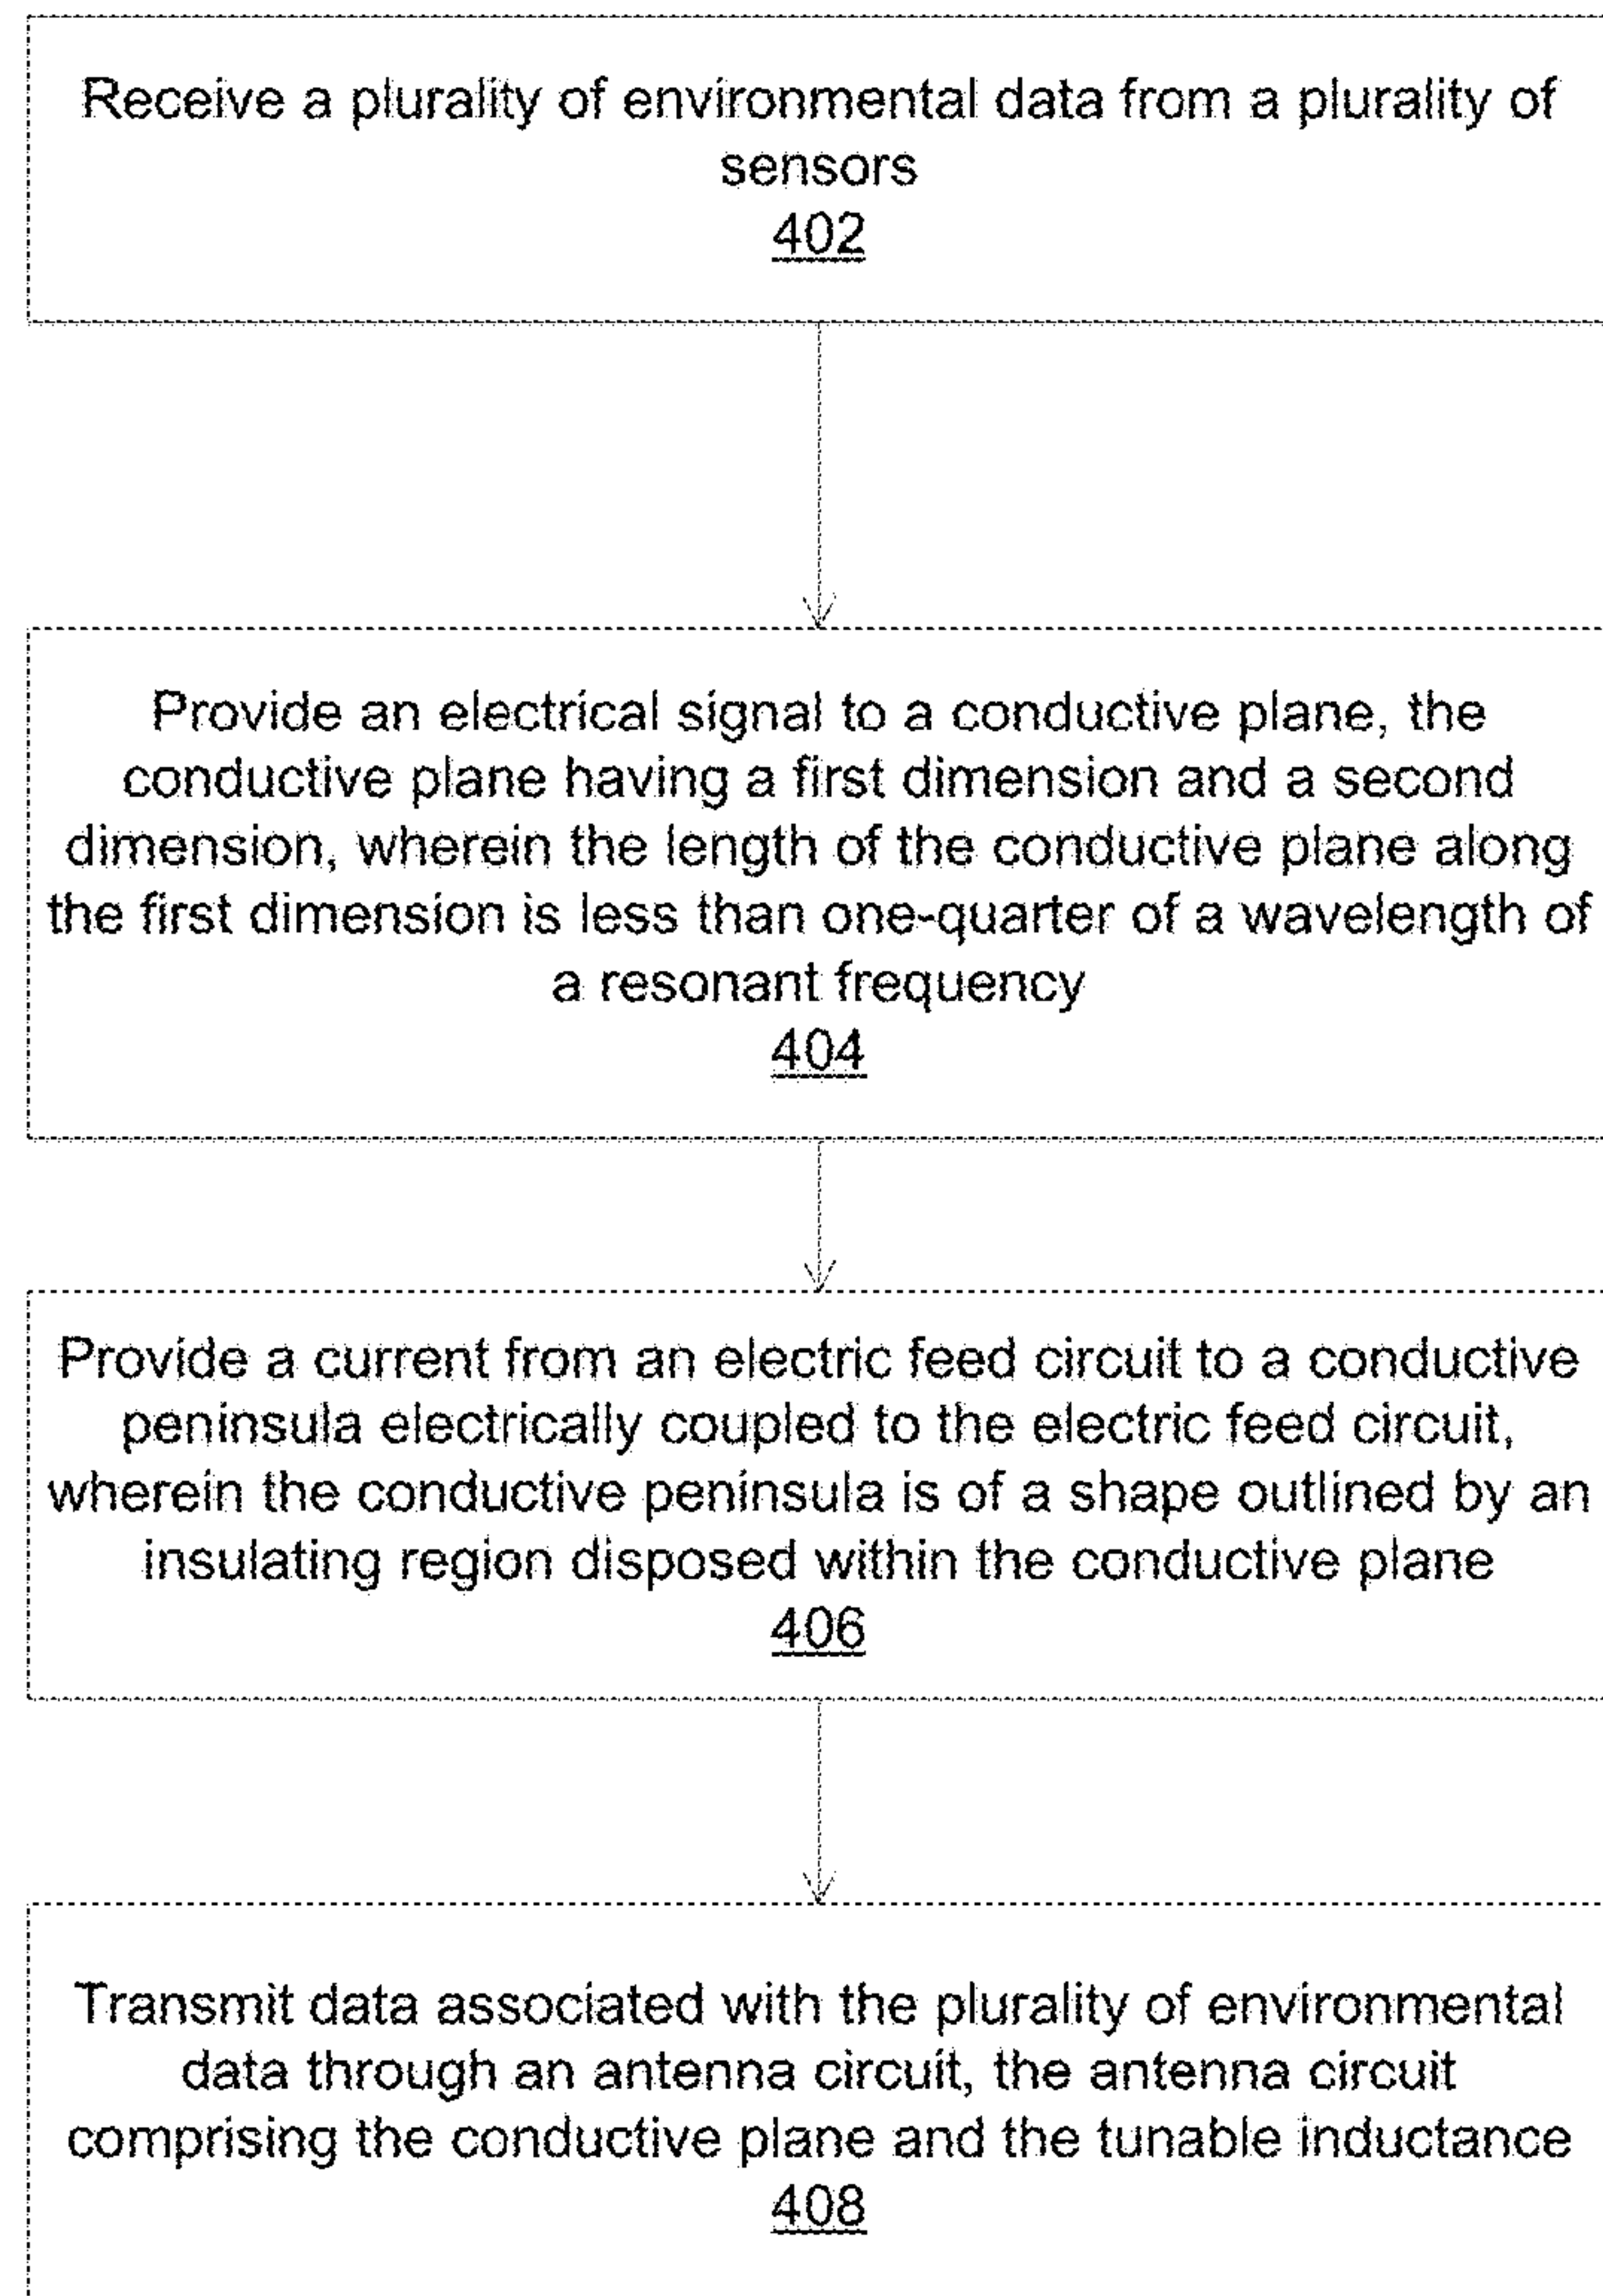 Receive a plurality of environmental data from a plurality of
sensors
402
Provide an electrical signal to a conductive plane, the
conductive plane having a first dimension and a second
dimension, wherein the length of the conductive plane along
the first dimension is less than one-quarter of a wavelength of
a resonant frequency
404
Provide a current from an electric feed circuit to a conductive
peninsula electrically coupled to the electric feed circuit,
wherein the conductive peninsula is of a shape outlined by an
insulating region disposed within the conductive plane
406
Transmit data associated with the plurality of environmental
data through an antenna circuit, the antenna circuit
comprising the conductive plane and the tunable inductance
408